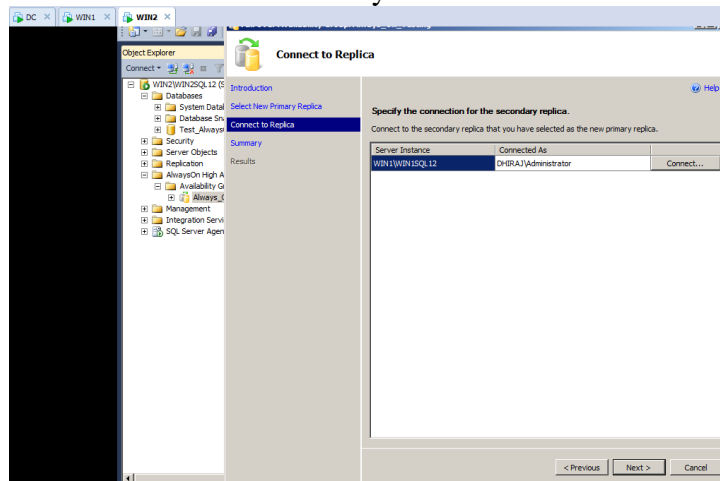 DC × WIN1 × WIN2 ×
Object Explorer
Connect
WIN2\WIN2SQL12 (S
Databases
System Datal
Database Sna
Test_Always
Security
Server Objects
Replication
AlwaysOn High A
Availability G
Always_
Management
Integration Servi
SQL Server Agen
Connect to Replica
Introduction
Select New Primary Replica
Connect to Replica
Summary
Results
Help
Specify the connection for the secondary replica.
Connect to the secondary replica that you have selected as the new primary replica.
Server Instance Connected As
WIN1\WIN1SQL12 DHIRAJ\Administrator Connect...
< Previous Next > Cancel